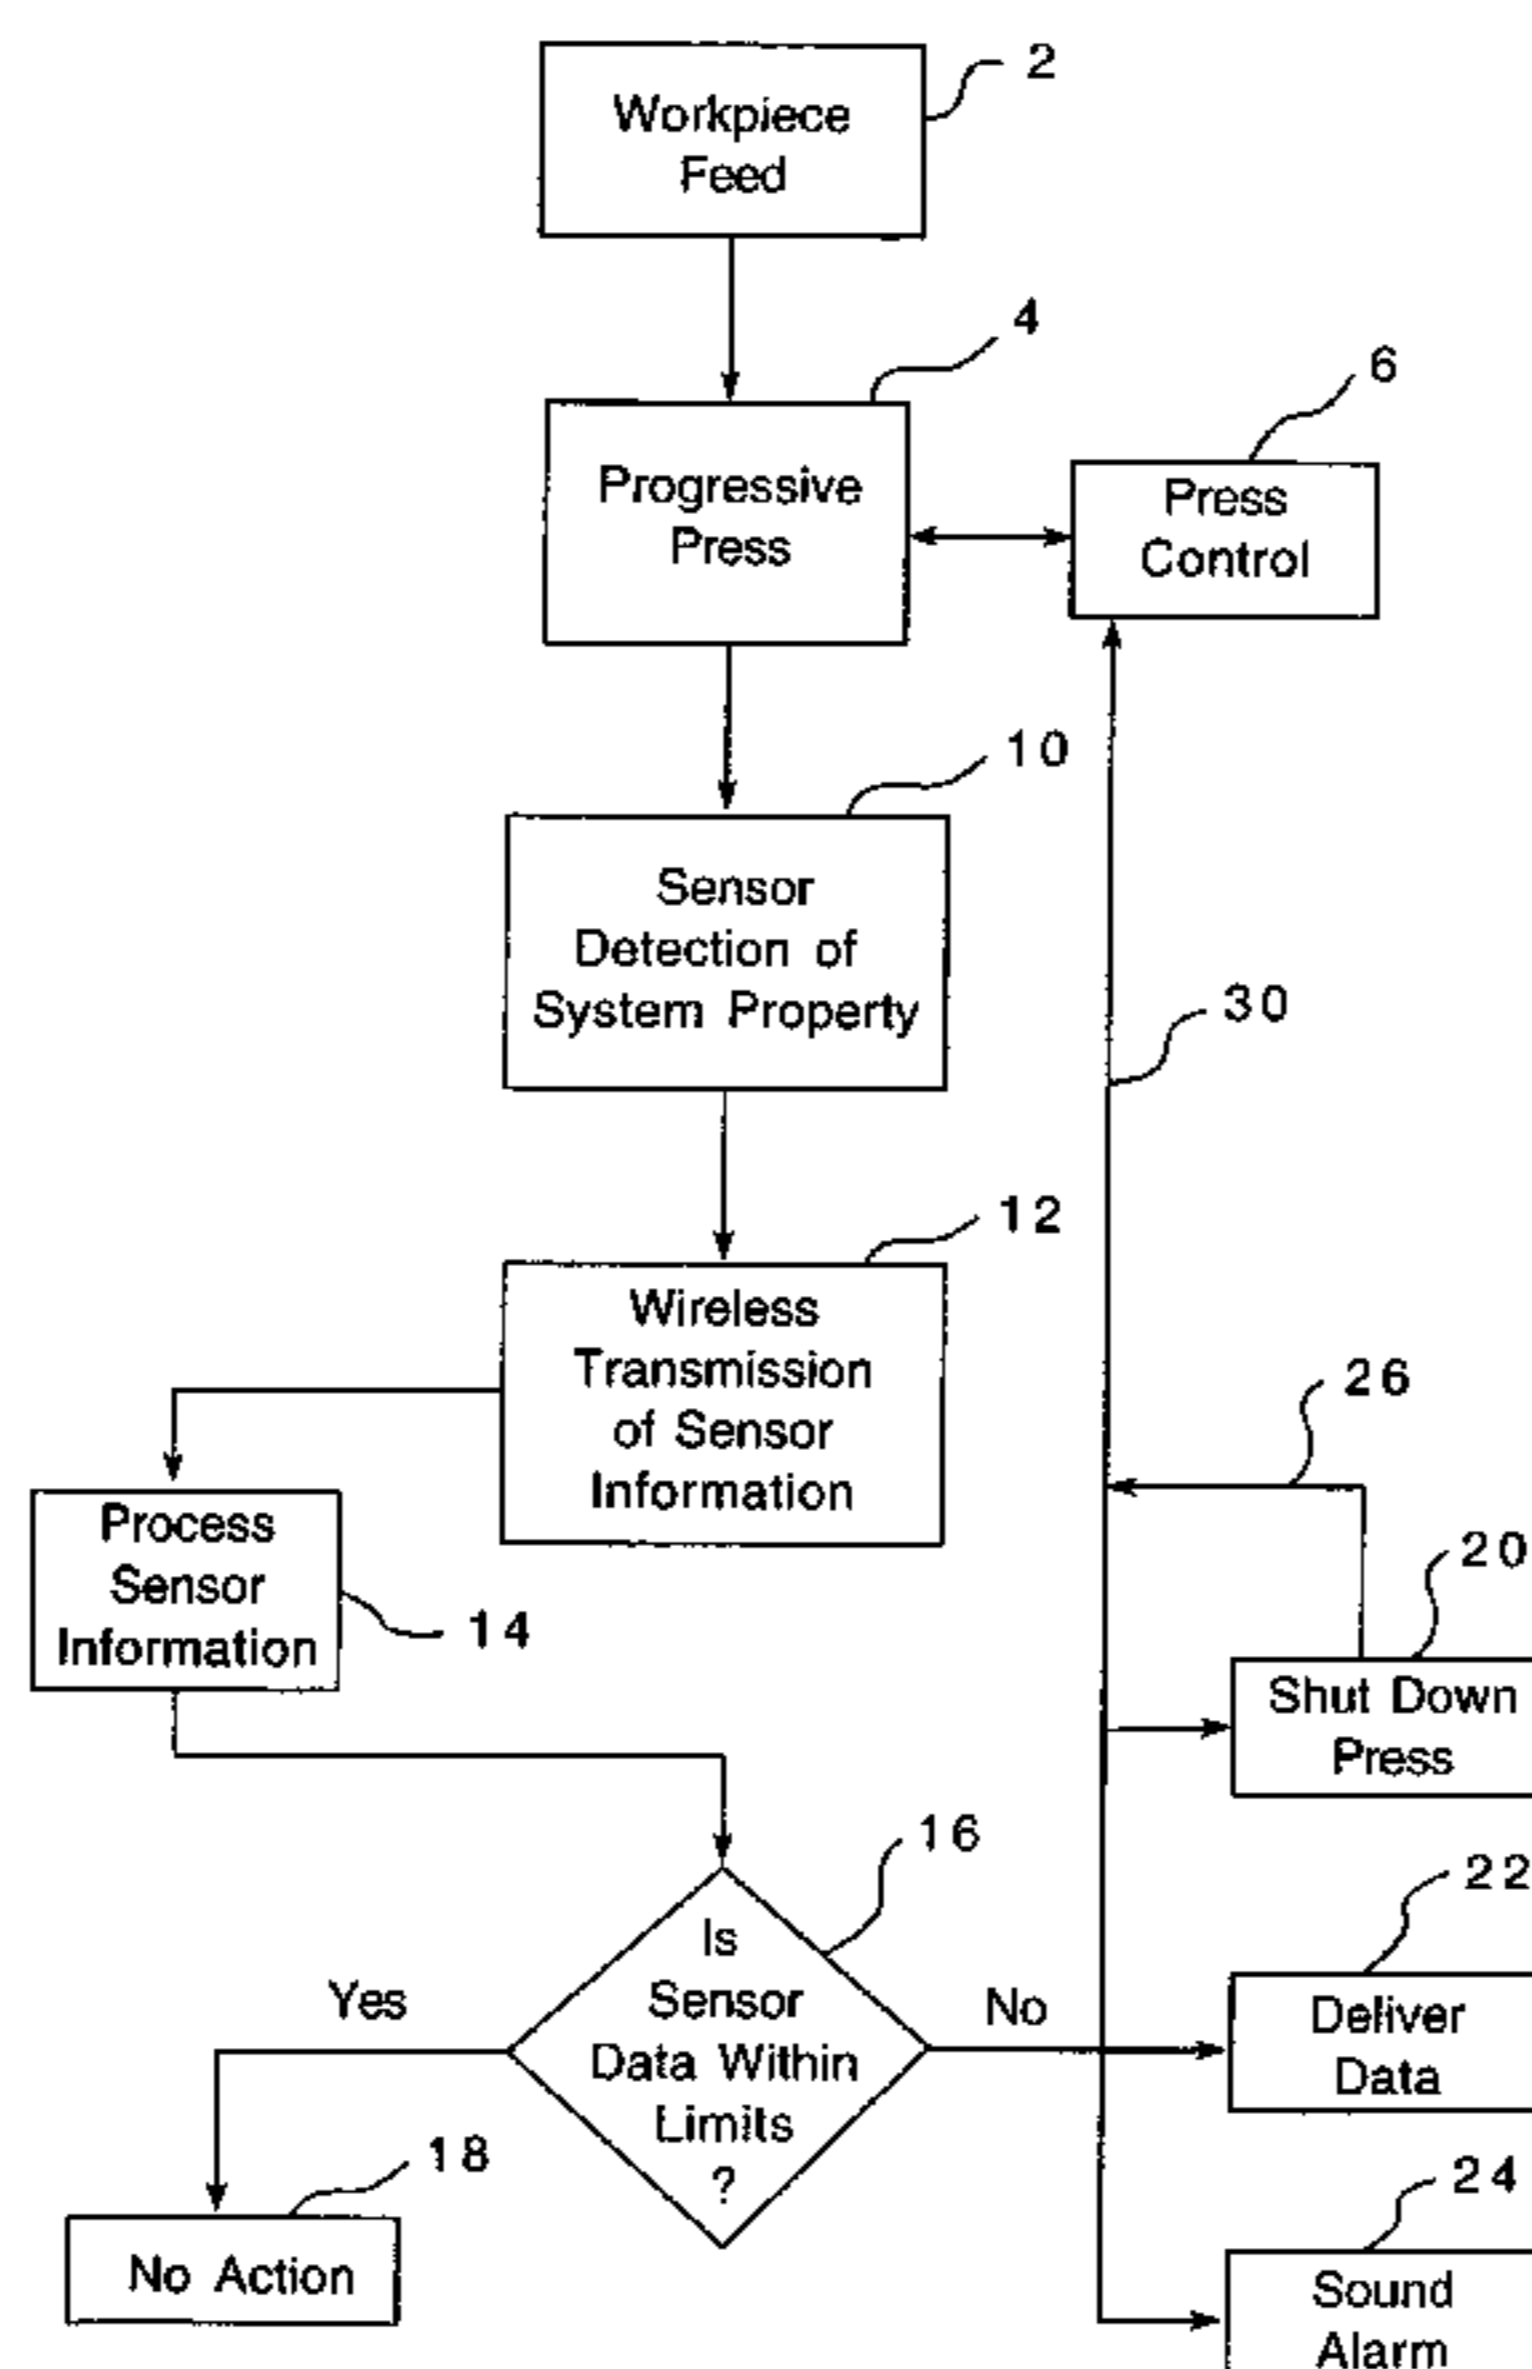 2
Workpiece
Feed
4
6
Progressive
Press
Press
Control
10
Sensor
Detection of
System Property
30
12
Wireless
Transmission
of Sensor
Information
26
Process
Sensor
Information
14
20
Shut Down
Press
16
Is
Sensor
Data Within
Limits
?
Yes
No
22
Deliver
Data
18
No Action
24
Sound
Alarm